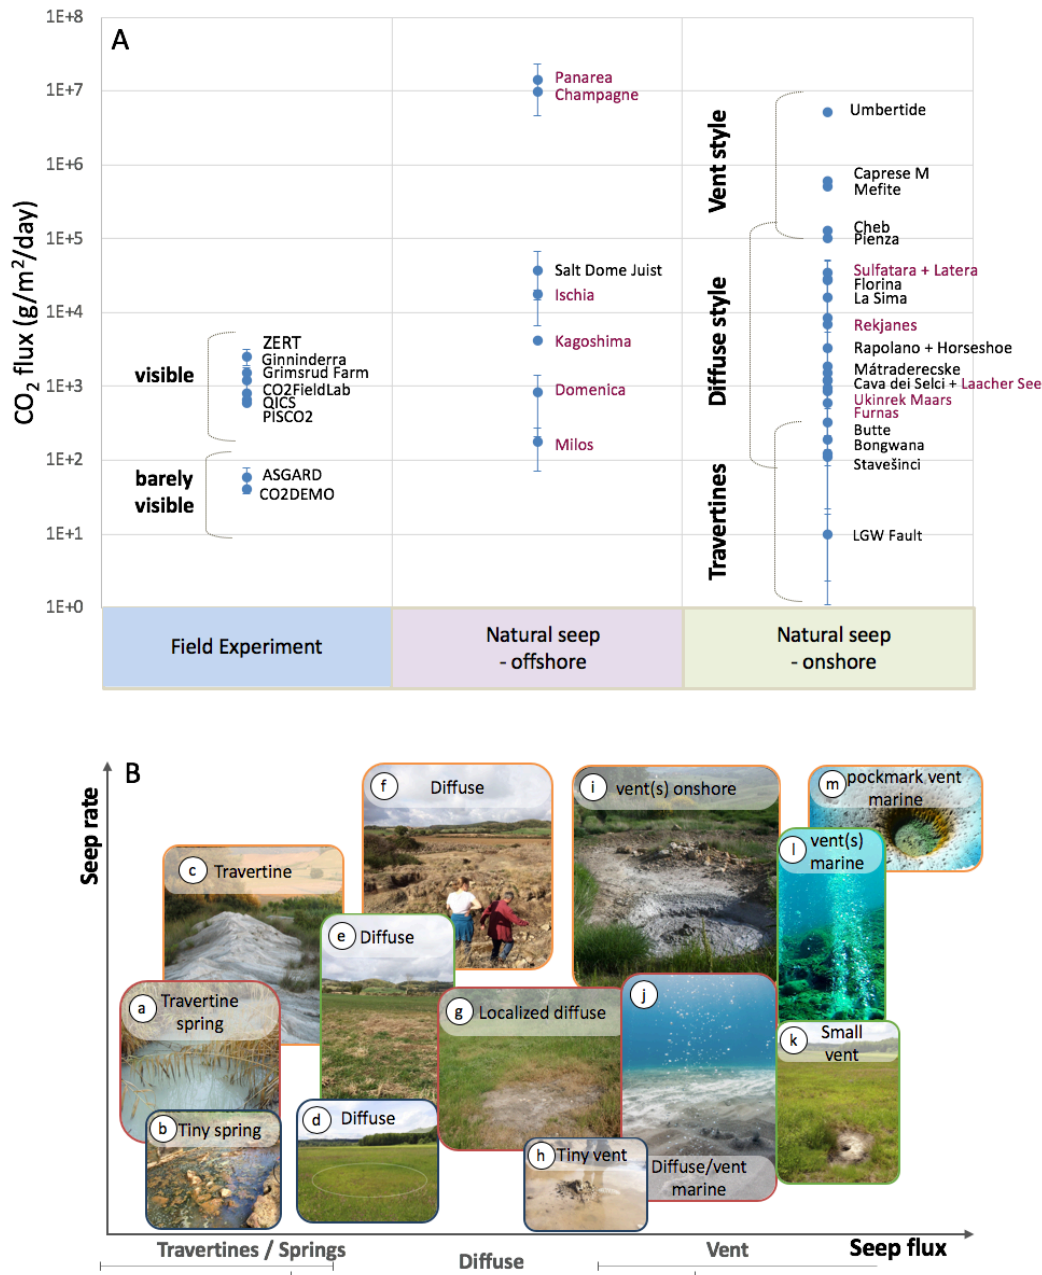 A
1E+8
1E+7
1E+6
1E+5
1E+4
1E+3
1E+2
1E+1
1E+0
CO2 flux (g/m2/day)
visible
barely
visible
ZERT
Ginninderra
Grimsrud Farm
CO2FieldLab
QICS
PISCO2
ASGARD
CO2DEMO
Panarea
Champagne
Salt Dome Juist
Ischia
Kagoshima
Domenica
Milos
Vent style
Diffuse style
Travertines
Umbertide
Caprese M
Mefite
Cheb
Pienza
Sulfatara + Latera
Florina
La Sima
Rekjanes
Rapolano + Horseshoe
Mátraderecske
Cava dei Selci + Laacher See
Ukinrek Maars
Furnas
Butte
Bongwana
Stavešinci
LGW Fault
Field Experiment
Natural seep
- offshore
Natural seep
- onshore
B
Seep rate
f Diffuse
i vent(s) onshore
m pockmark vent
marine
l vent(s)
marine
c Travertine
e Diffuse
a Travertine
spring
g Localized diffuse
j
k Small
vent
b Tiny spring
d Diffuse
h Tiny vent
Diffuse/vent
marine
Travertines / Springs
Diffuse
Vent
Seep flux